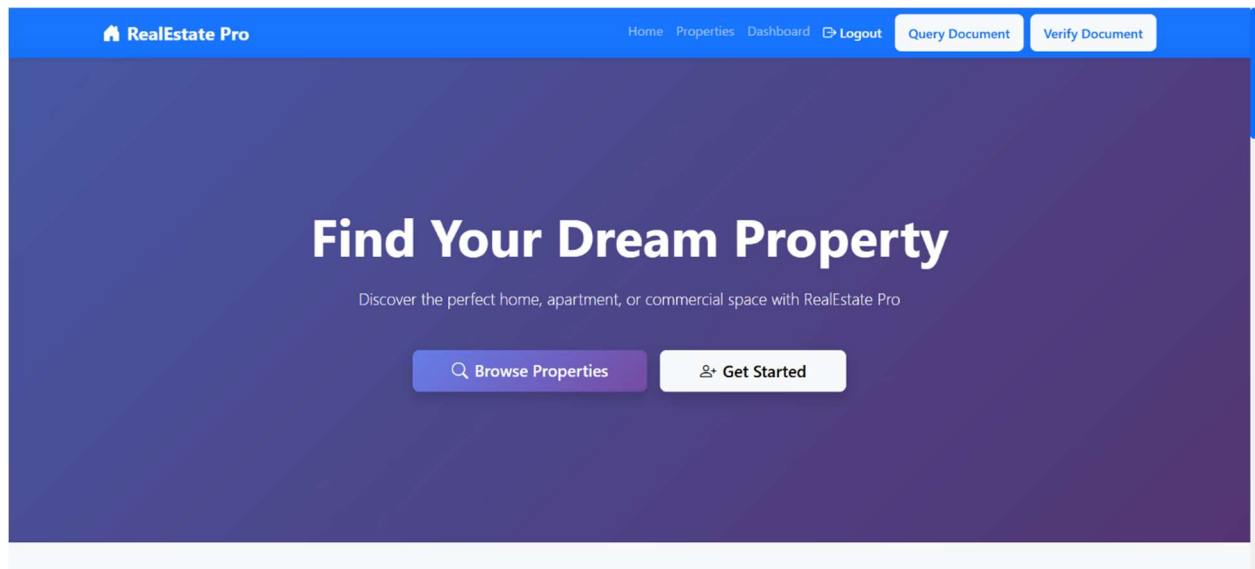 RealEstate Pro
Home Properties Dashboard Logout Query Document Verify Document
Find Your Dream Property
Discover the perfect home, apartment, or commercial space with RealEstate Pro
Browse Properties Get Started